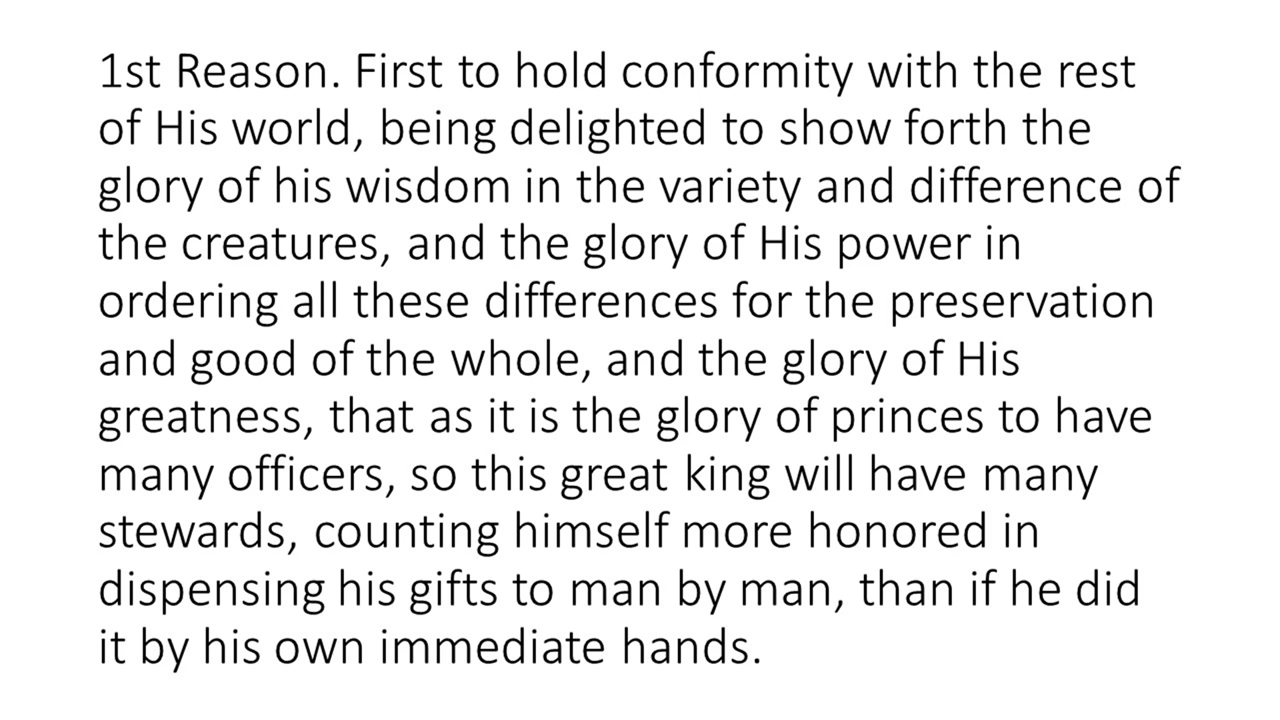 1st Reason. First to hold conformity with the rest
of His world, being delighted to show forth the
glory of his wisdom in the variety and difference of
the creatures, and the glory of His power in
ordering all these differences for the preservation
and good of the whole, and the glory of His
greatness, that as it is the glory of princes to have
many officers, so this great king will have many
stewards, counting himself more honored in
dispensing his gifts to man by man, than if he did
it by his own immediate hands.